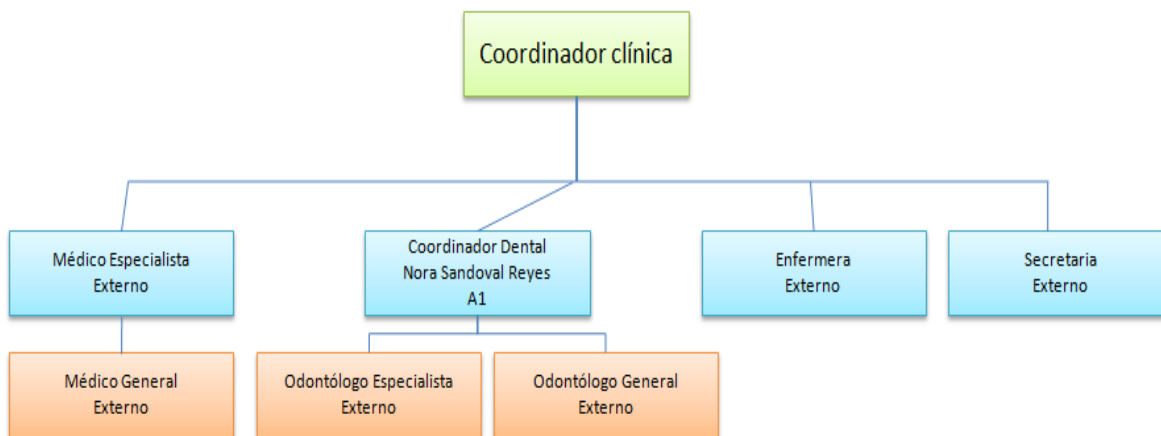 Coordinador clínica
Médico Especialista
Externo
Coordinador Dental
Nora Sandoval Reyes
A1
Enfermera
Externo
Secretaria
Externo
Médico General
Externo
Odontólogo Especialista
Externo
Odontólogo General
Externo